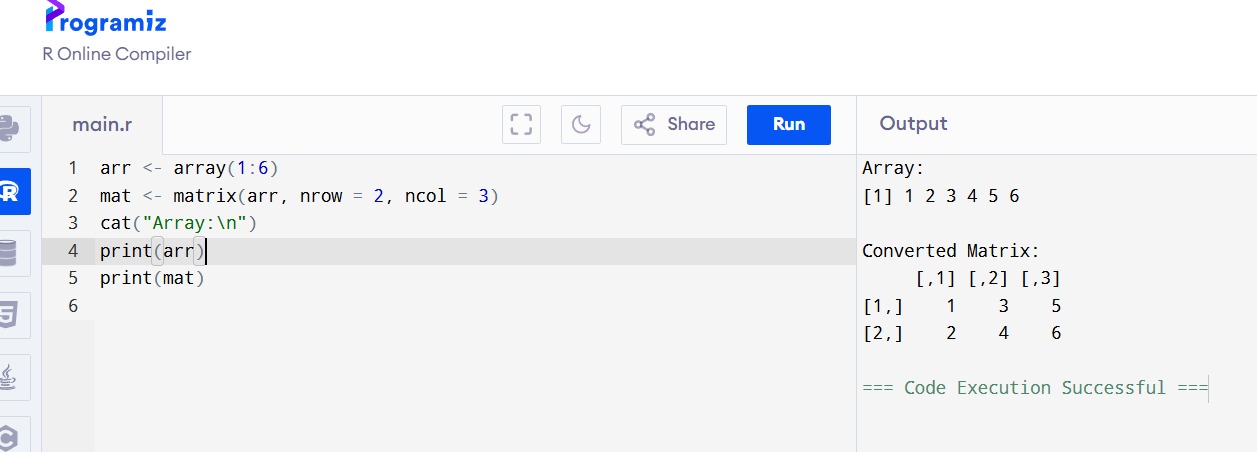 Programiz
R Online Compiler
main.r
Share
Run
Output
1 arr <- array(1:6)
2 mat <- matrix(arr, nrow = 2, ncol = 3)
3 cat("Array:\n")
4 print(arr)
5 print(mat)
6
Array:
[1] 1 2 3 4 5 6
Converted Matrix:
     [,1] [,2] [,3]
[1,]    1    3    5
[2,]    2    4    6
=== Code Execution Successful ===